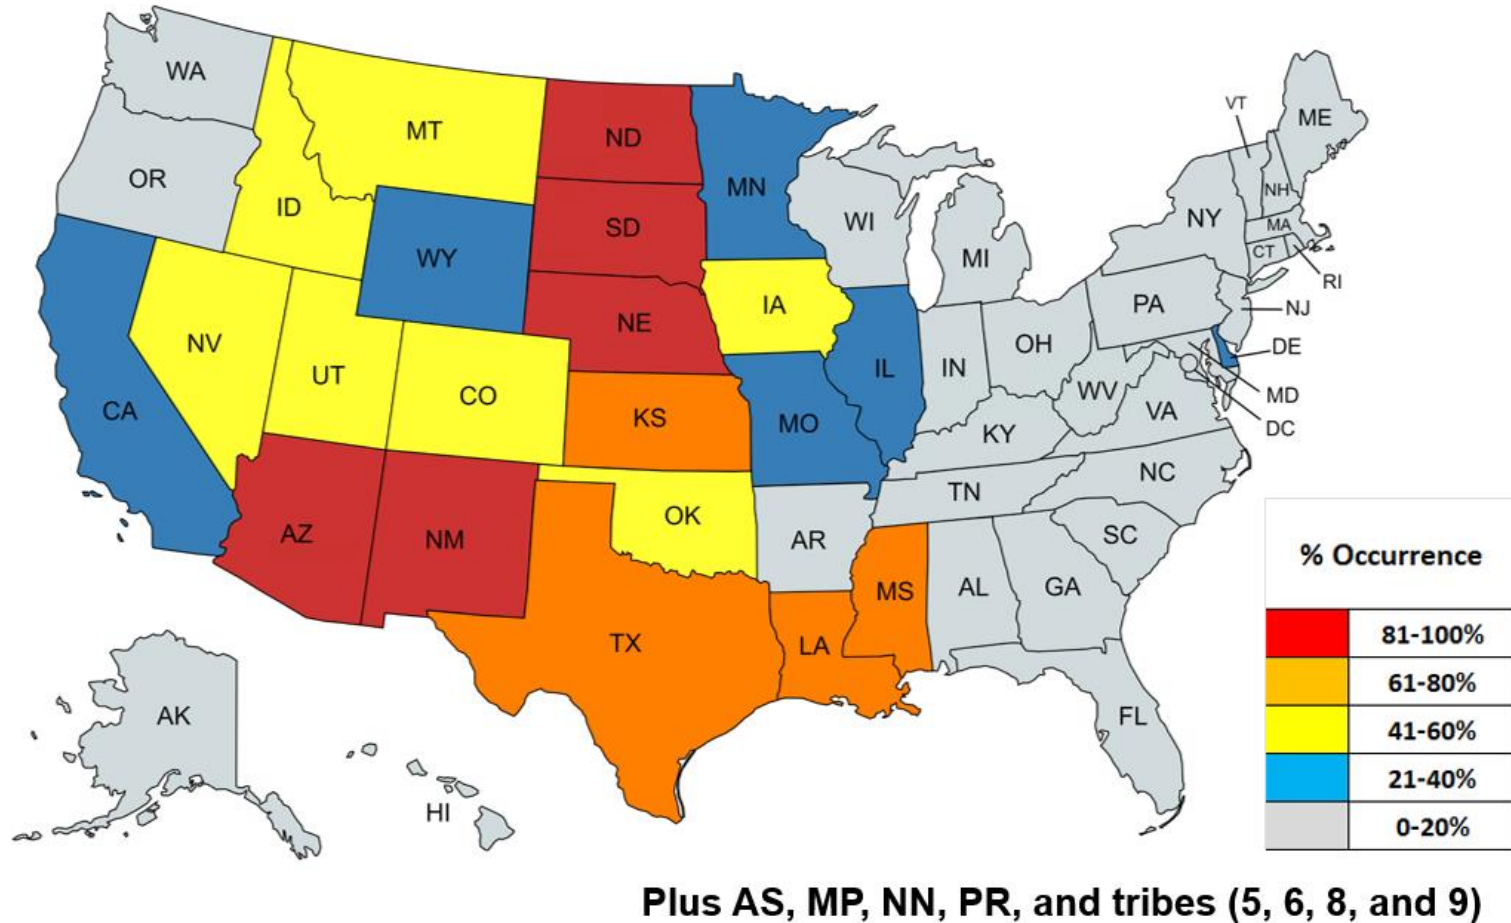 WA
MT
ND
MN
OR
ID
SD
WI
WY
MI
NY
VT
NH
ME
MA
CT
RI
NV
UT
CO
NE
IA
IL
IN
OH
PA
NJ
DE
MD
DC
CA
KS
MO
KY
WV
VA
AZ
NM
OK
AR
TN
NC
SC
TX
LA
MS
AL
GA
FL
AK
HI
% Occurrence
81-100%
61-80%
41-60%
21-40%
0-20%
Plus AS, MP, NN, PR, and tribes (5, 6, 8, and 9)